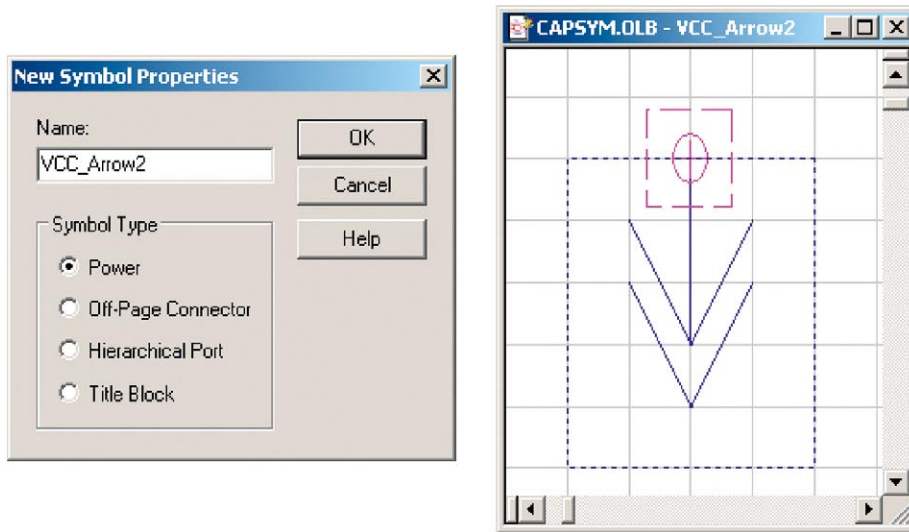 New Symbol Properties
Name:
VCC_Arrow2
OK
Cancel
Help
Symbol Type
Power
Off-Page Connector
Hierarchical Port
Title Block
CAPSYM.OLB - VCC_Arrow2